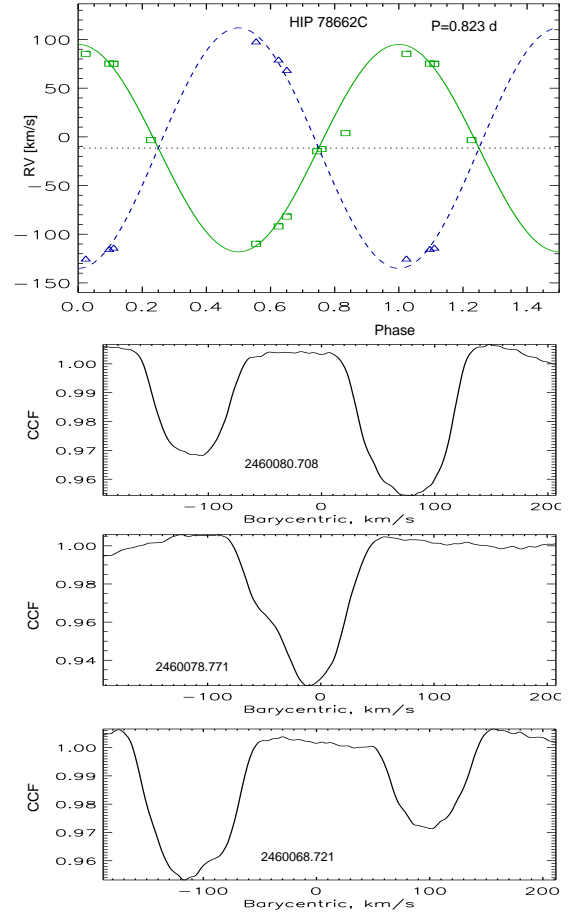 HIP 78662C
P=0.823 d
RV [km/s]
100
50
0
−50
−100
−150
0.0 0.2 0.4 0.6 0.8 1.0 1.2 1.4
Phase
CCF
1.00
0.99
0.98
0.97
0.96
2460080.708
−100 0 100 200
Barycentric, km/s
CCF
1.00
0.98
0.96
0.94
2460078.771
−100 0 100 200
Barycentric, km/s
CCF
1.00
0.99
0.98
0.97
0.96
2460068.721
−100 0 100 200
Barycentric, km/s